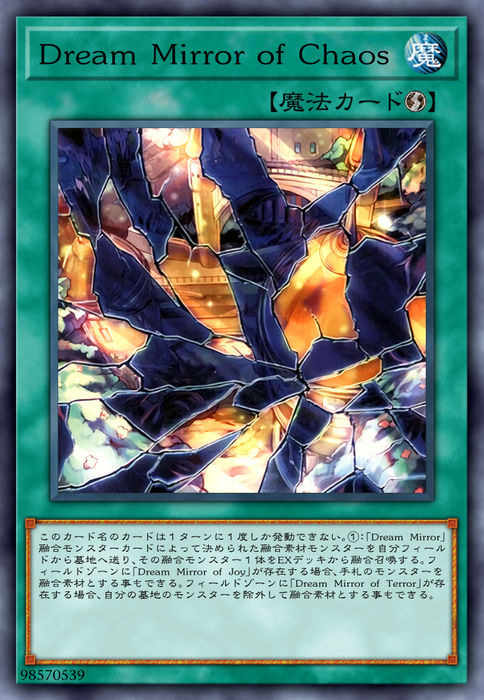 Dream Mirror of Chaos
魔
【魔法カード】
このカード名のカードは1ターンに1度しか発動できない。①:「Dream Mirror」
融合モンスターカードによって決められた融合素材モンスターを自分フィール
ドから墓地へ送り、その融合モンスター1体をEXデッキから融合召喚する。フ
ィールドゾーンに「Dream Mirror of Joy」が存在する場合、手札のモンスターを
融合素材とする事もできる。フィールドゾーンに「Dream Mirror of Terror」が存
在する場合、自分の墓地のモンスターを除外して融合素材とする事もできる。
98570539